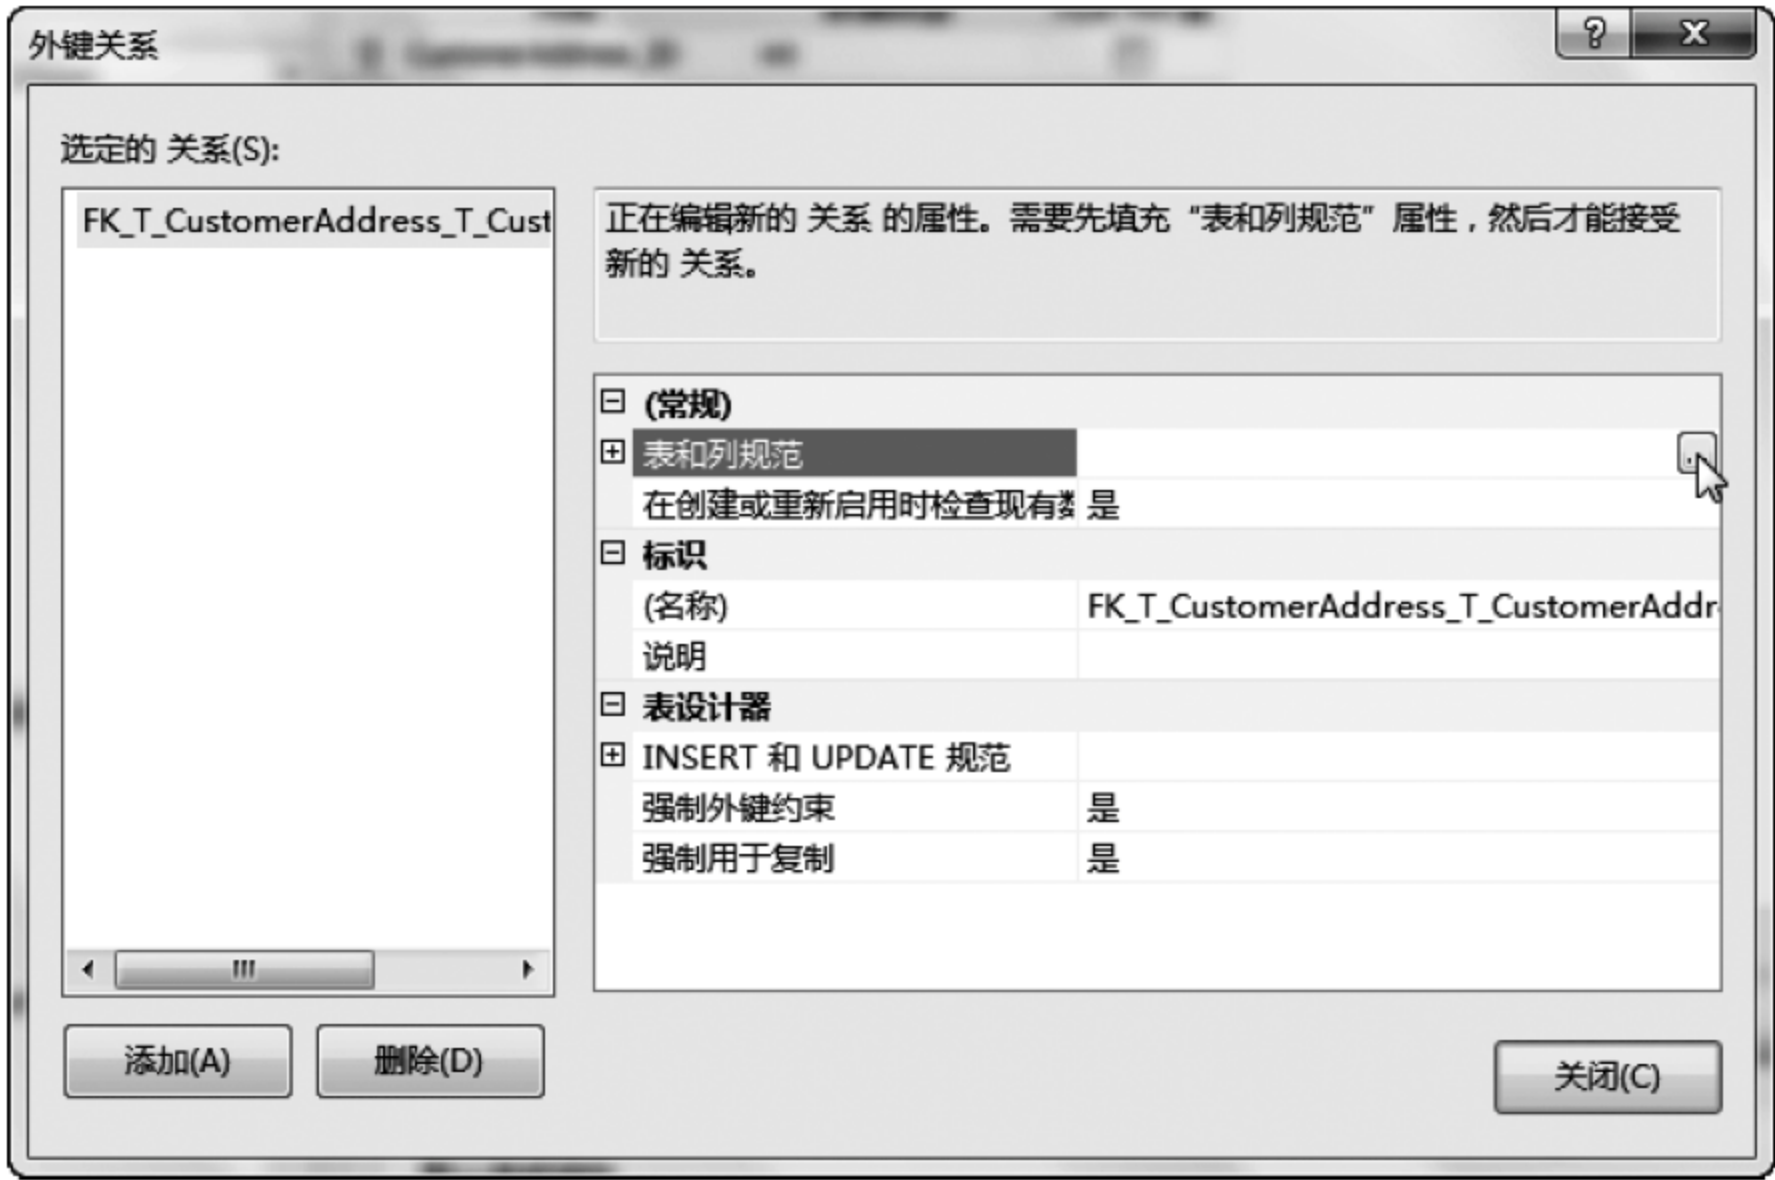 外键关系
选定的 关系(S):
FK_T_CustomerAddress_T_Cust
正在编辑新的 关系 的属性。需要先填充“表和列规范”属性，然后才能接受
新的 关系。
(常规)
表和列规范
在创建或重新启用时检查现有数 是
标识
(名称) FK_T_CustomerAddress_T_CustomerAddr
说明
表设计器
INSERT 和 UPDATE 规范
强制外键约束 是
强制用于复制 是
添加(A) 删除(D)
关闭(C)